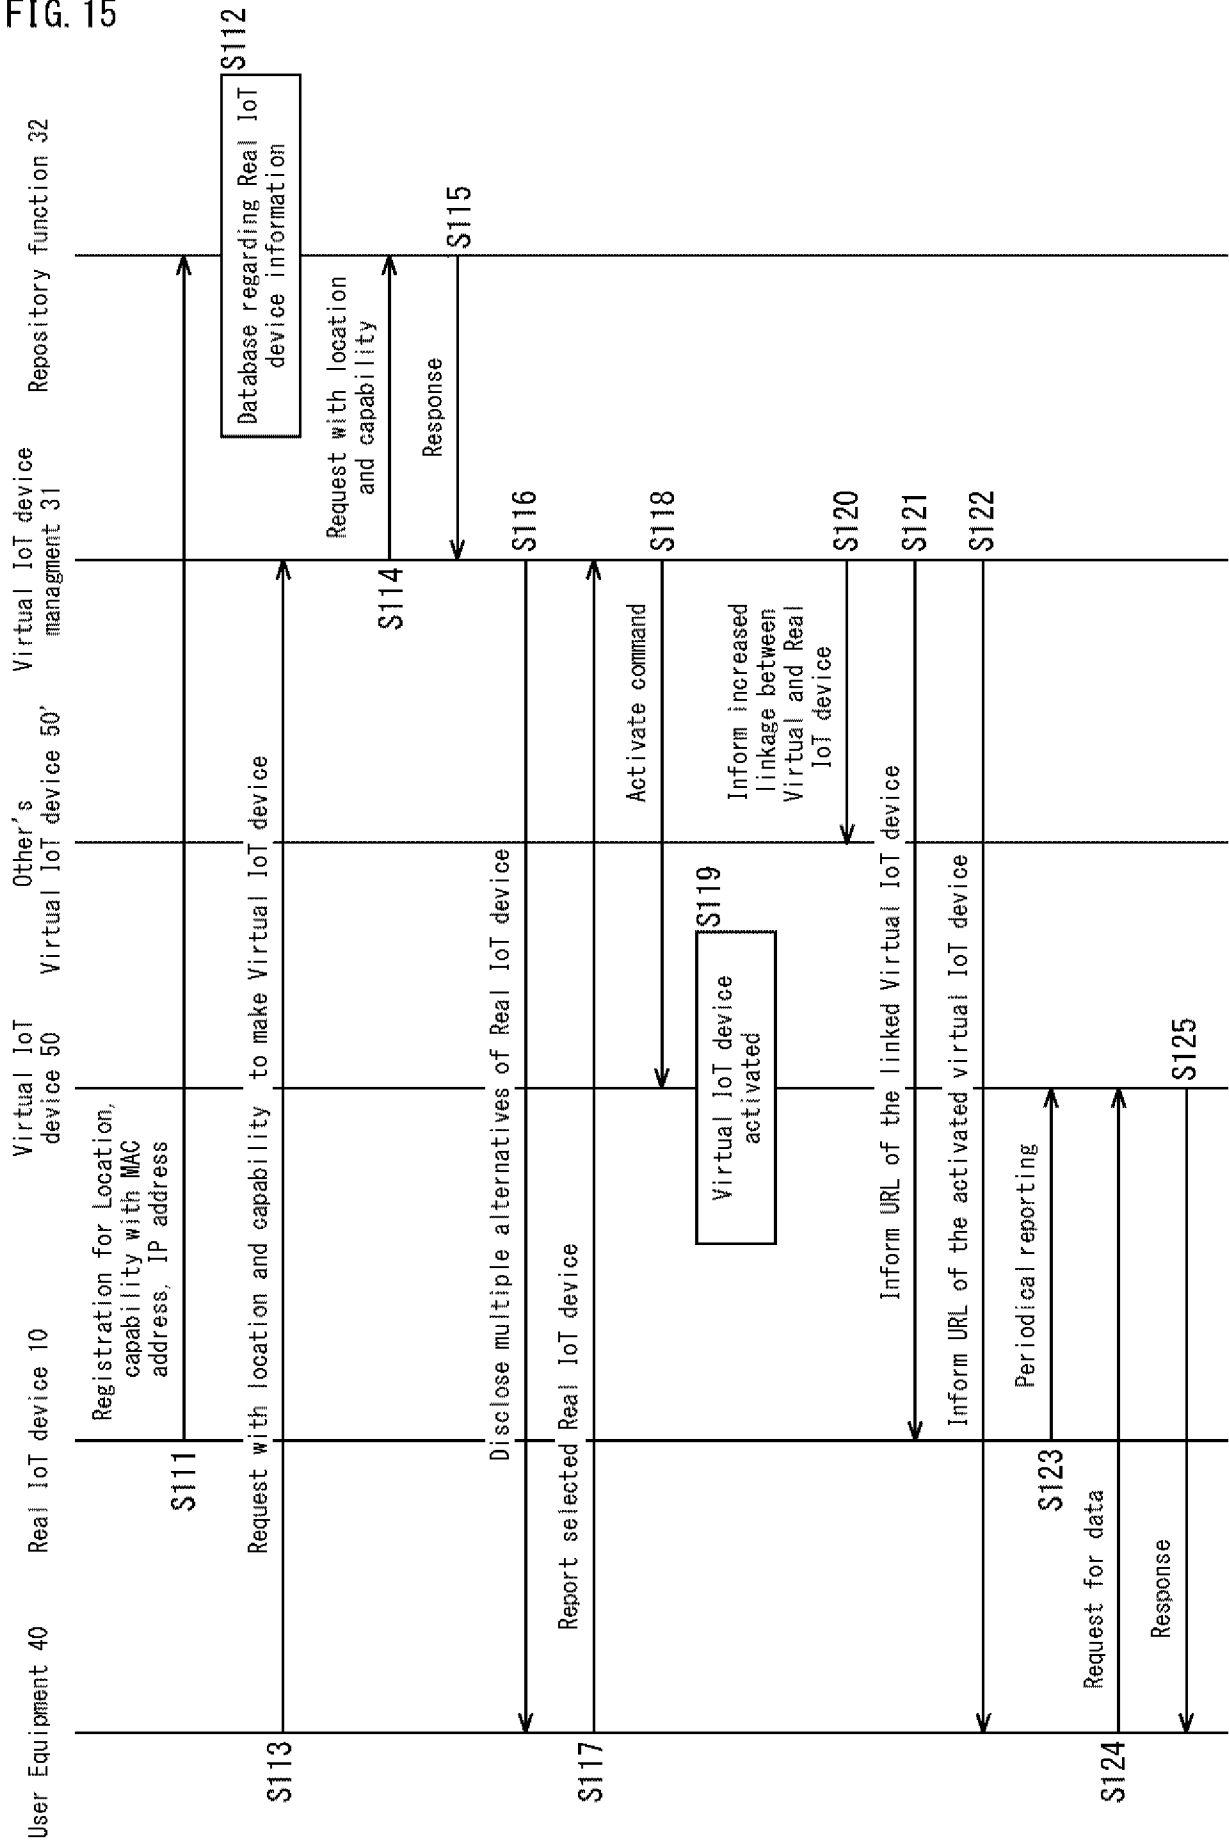 FIG. 15
User Equipment 40
Real IoT device 10
Virtual IoT
device 50
Other's
Virtual IoT device 50'
Virtual IoT device
managment 31
Repository function 32
Registration for Location,
capability with MAC
address, IP address
S111
S112
Database regarding Real IoT
device information
Request with location and capability to make Virtual IoT device
S113
Request with location
and capability
S114
Response
S115
Disclose multiple alternatives of Real IoT device
S116
Report selected Real IoT device
S117
Activate command
S118
S119
Virtual IoT device
activated
Inform increased
linkage between
Virtual and Real
IoT device
S120
Inform URL of the linked Virtual IoT device
S121
Inform URL of the activated virtual IoT device
S122
Periodical reporting
S123
Request for data
S124
Response
S125